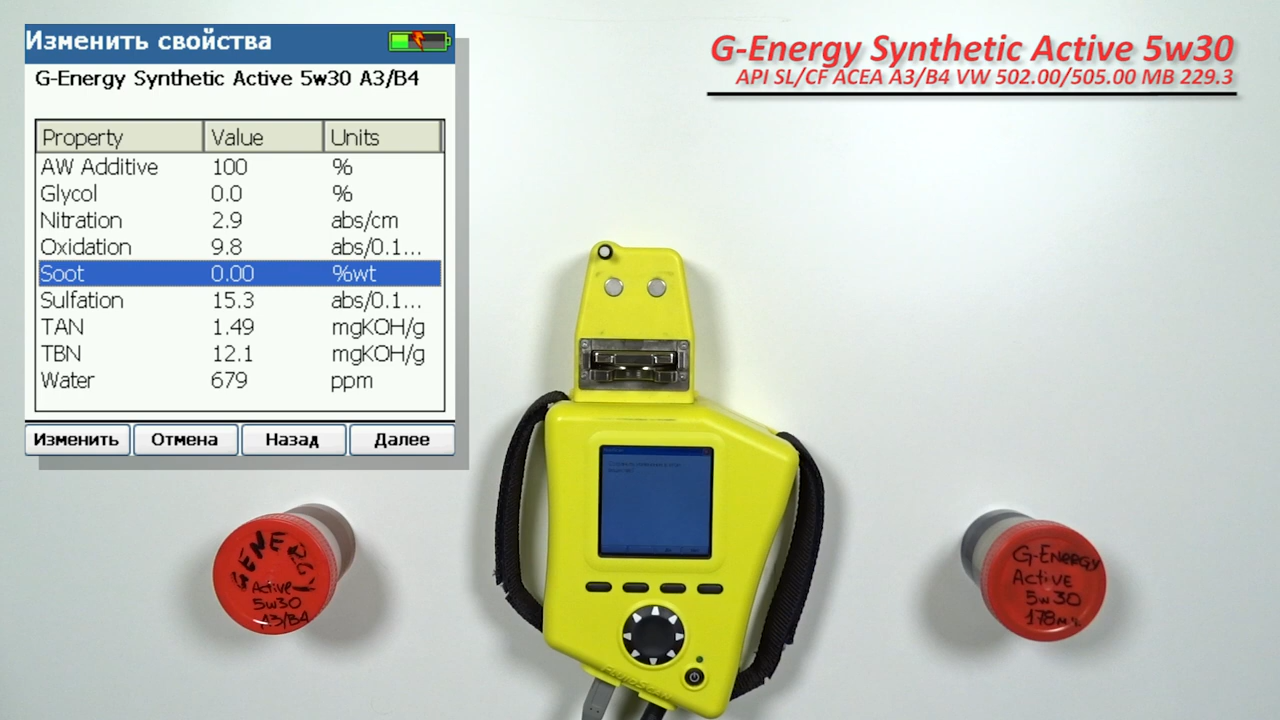 Изменить свойства
G-Energy Synthetic Active 5w30 A3/B4
Property Value Units
AW Additive 100 %
Glycol 0.0 %
Nitration 2.9 abs/cm
Oxidation 9.8 abs/0.1...
Soot 0.00 %wt
Sulfation 15.3 abs/0.1...
TAN 1.49 mgKOH/g
TBN 12.1 mgKOH/g
Water 679 ppm
Изменить Отмена Назад Далее
G-Energy Synthetic Active 5w30
API SL/CF ACEA A3/B4 VW 502.00/505.00 MB 229.3
GENERGY
Active
5w30
A3/B4
G-ENERGY
ACTIVE
5w30
178м.ч.